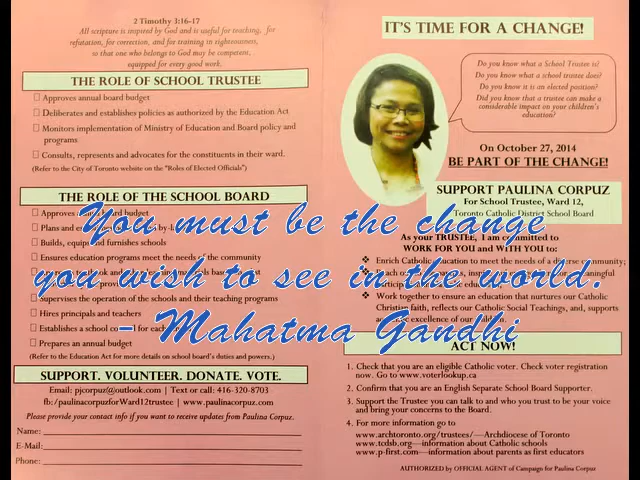 2 Timothy 3:16-17
All scripture is inspired by God and is useful for teaching, for
refutation, for correction, and for training in righteousness,
so that one who belongs to God may be competent,
equipped for every good work.
THE ROLE OF SCHOOL TRUSTEE
Approves annual board budget
Deliberates and establishes policies as authorized by the Education Act
Monitors implementation of Ministry of Education and Board policy and
programs
Consults, represents and advocates for the constituents in their ward.
(Refer to the City of Toronto website on the "Roles of Elected Officials")
THE ROLE OF THE SCHOOL BOARD
Approves board budget
Plans and
Builds, equips and furnishes schools
Ensures education programs meet the needs of the community
Supervises the operation of schools and their teaching programs
Hires principals and teachers
Establishes a school
Prepares an annual budget
(Refer to the Education Act for more details on school board's duties and powers.)
SUPPORT. VOLUNTEER. DONATE. VOTE.
Email: pjcorpuz@outlook.com | Text or call: 416-320-8703
fb:/paulinacorpuzforWard12trustee | www.paulinacorpuz.com
Please provide your contact info if you want to receive updates from Paulina Corpuz.
Name:
E-Mail:
Phone:
IT'S TIME FOR A CHANGE!
Do you know what a School Trustee is?
Do you know what a school trustee does?
Do you know it is an elected position?
Did you know that a trustee can make a
considerable impact on your children's
education?
On October 27, 2014
BE PART OF THE CHANGE!
SUPPORT PAULINA CORPUZ
For School Trustee, Ward 12,
Toronto Catholic District School Board
As your TRUSTEE, I am committed to
WORK FOR YOU and WITH YOU to:
Enrich Catholic education to meet the needs of a diverse community;
Work together to ensure an education that nurtures our Catholic
Christian faith, reflects our Catholic Social Teachings, and, supports
excellence of our
ACT NOW!
1. Check that you are an eligible Catholic voter. Check voter registration
now. Go to www.voterlookup.ca
2. Confirm that you are an English Separate School Board Supporter.
3. Support the Trustee you can talk to and who you trust to be your voice
and bring your concerns to the Board.
4. For more information go to
www.archtoronto.org/trustees/—Archdiocese of Toronto
www.tcdsb.org—information about Catholic schools
www.p-first.com—information about parents as first educators
AUTHORIZED by OFFICIAL AGENT of Campaign for Paulina Corpuz
You must be the change
you wish to see in the world.
- Mahatma Gandhi